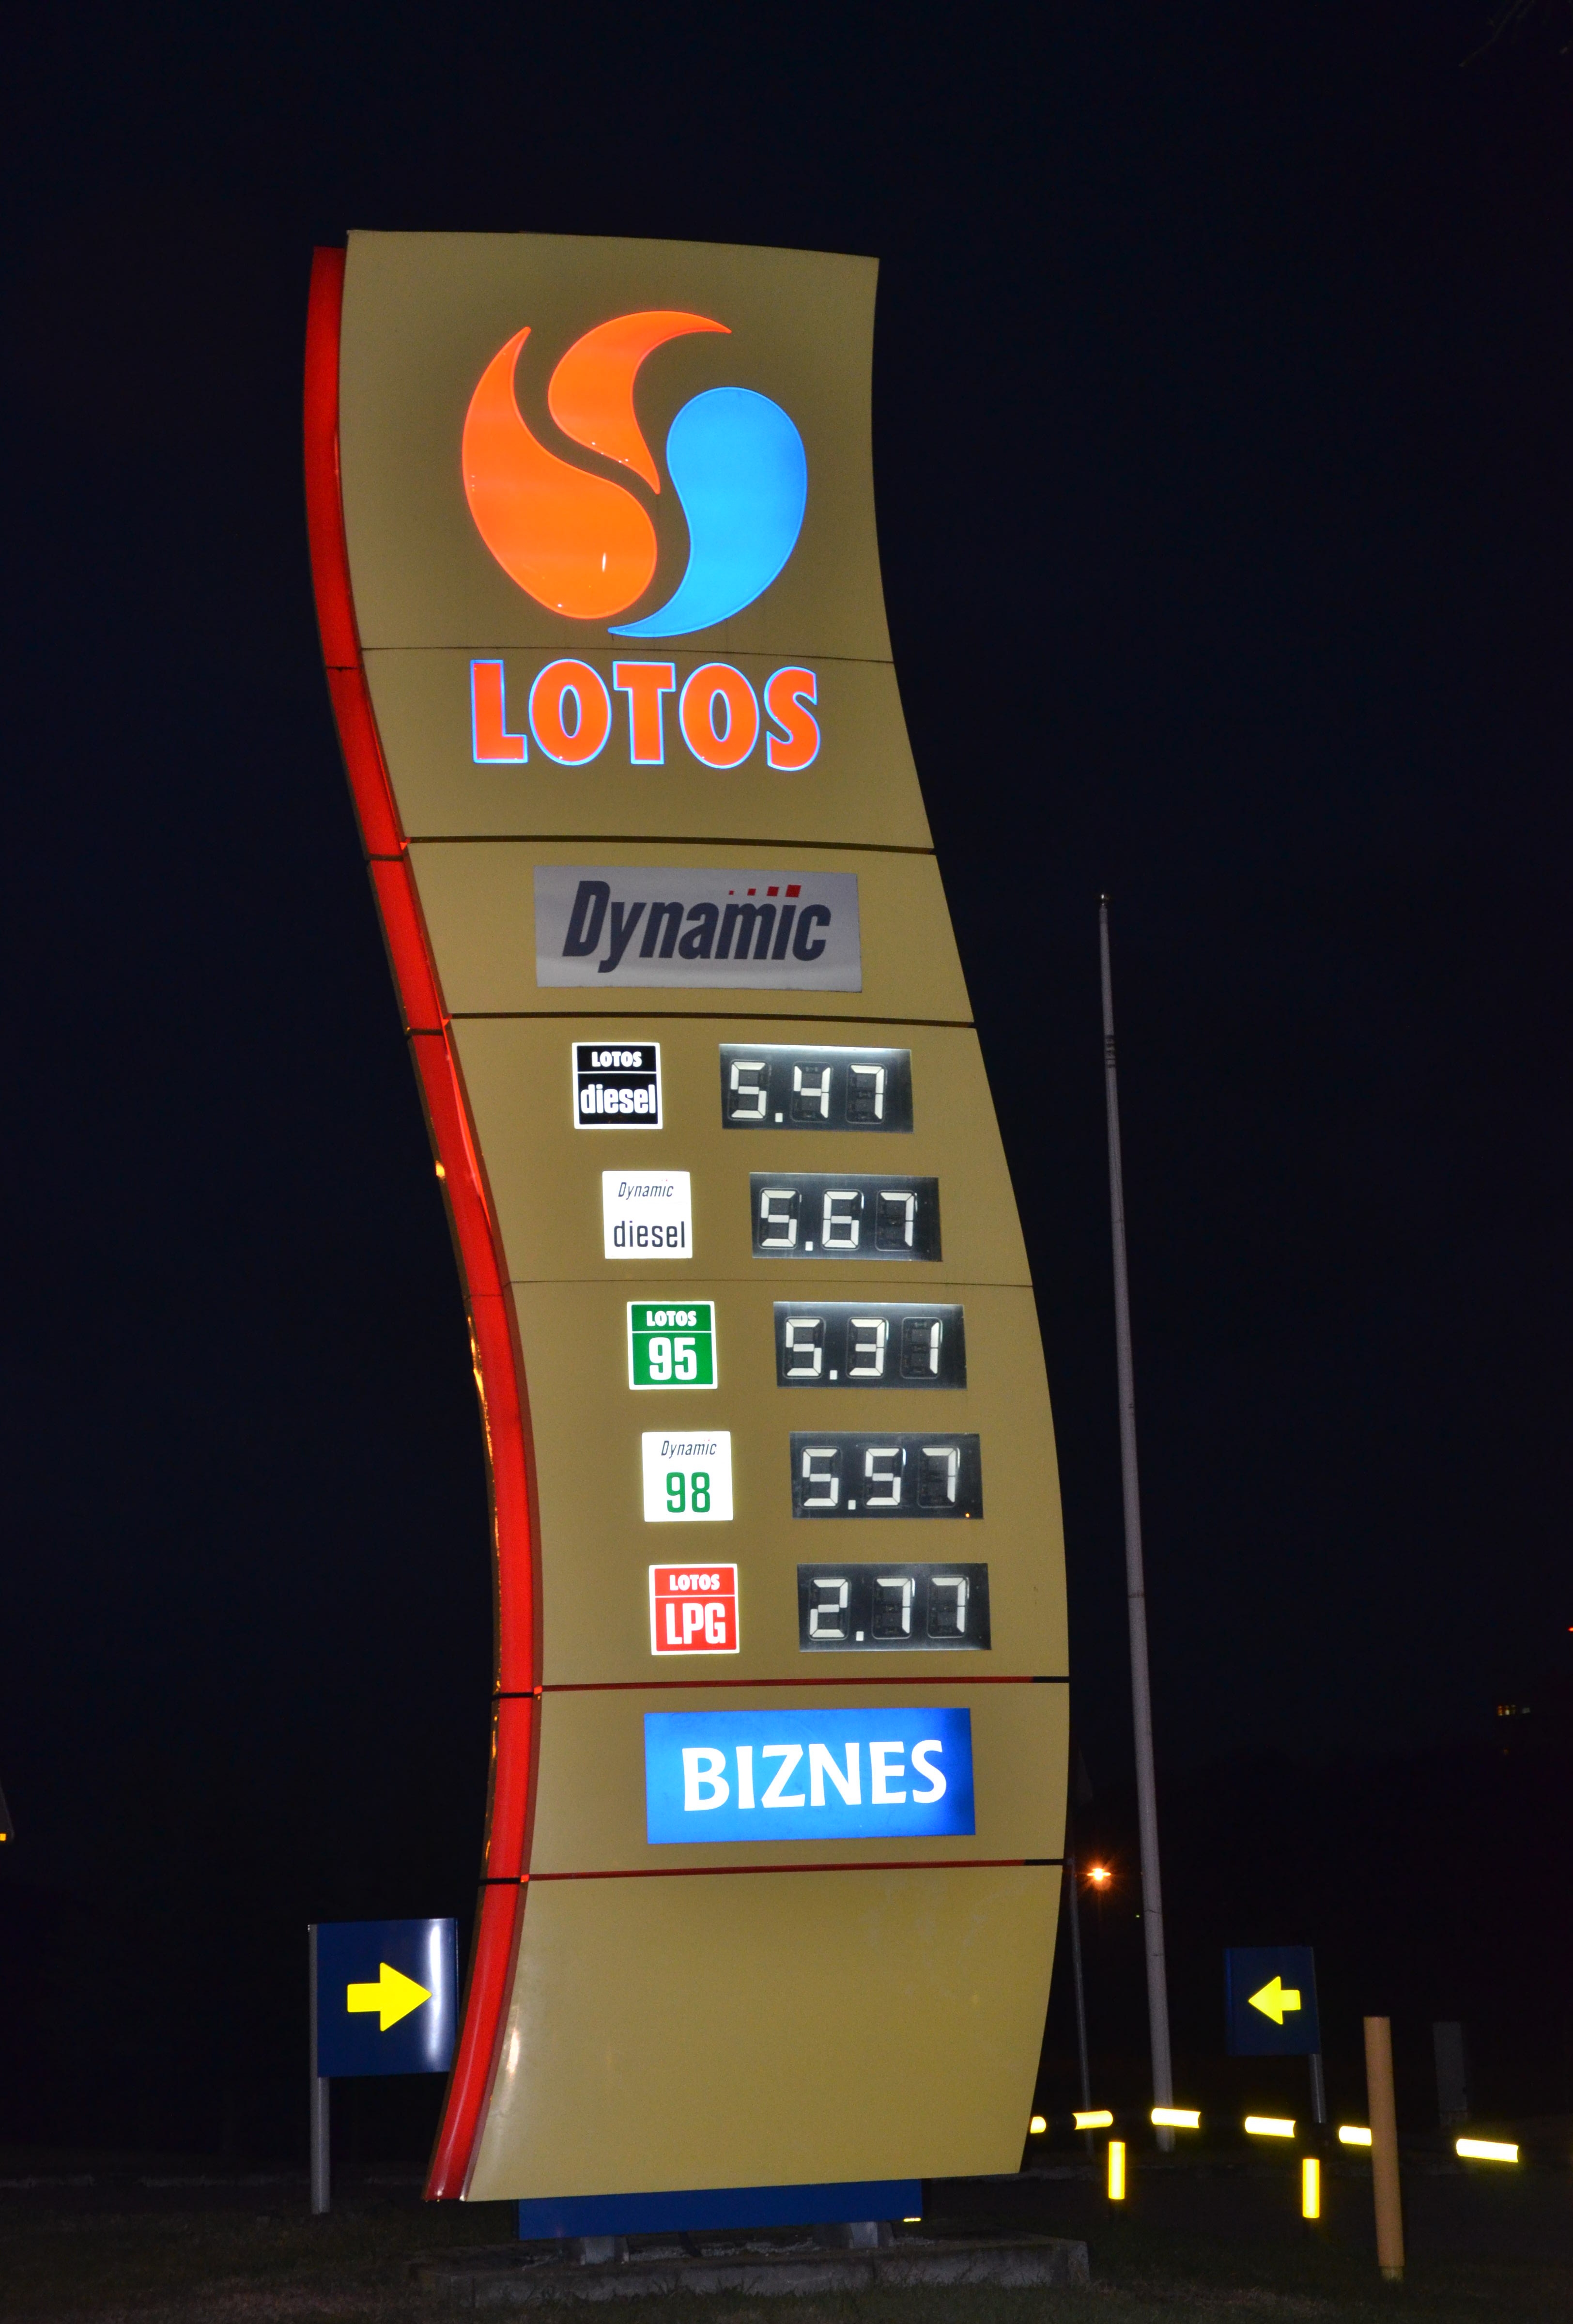 LOTOS
Dynamic
LOTOS
diesel
5.47
Dynamic
diesel
5.67
LOTOS
95
5.31
Dynamic
98
5.57
LOTOS
LPG
2.77
BIZNES